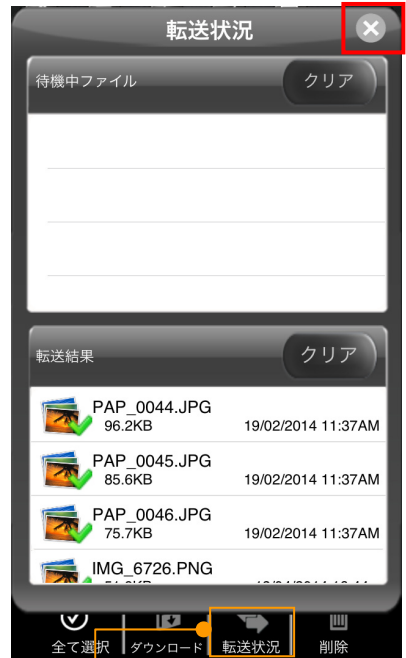 転送状況
待機中ファイル
クリア
転送結果
クリア
PAP_0044.JPG
96.2KB 19/02/2014 11:37AM
PAP_0045.JPG
85.6KB 19/02/2014 11:37AM
PAP_0046.JPG
75.7KB 19/02/2014 11:37AM
IMG_6726.PNG
全て選択 ダウンロード 転送状況 削除